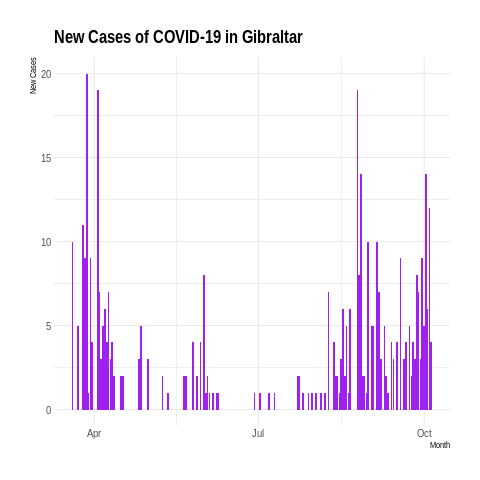 New Cases of COVID-19 in Gibraltar
New Cases
20
15
10
5
0
Apr
Jul
Oct
Month